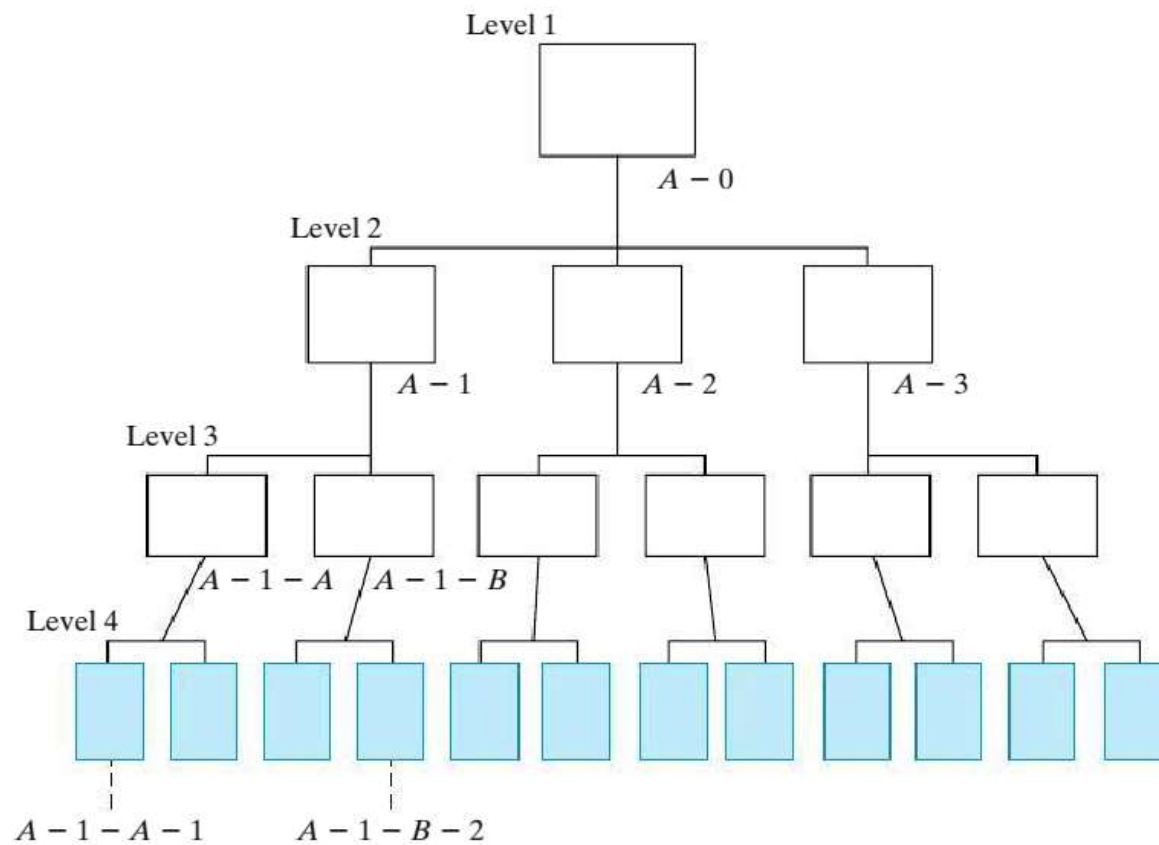 Level 1
A – 0
Level 2
A – 1
A – 2
A – 3
Level 3
A – 1 – A
A – 1 – B
Level 4
A – 1 – A – 1
A – 1 – B – 2